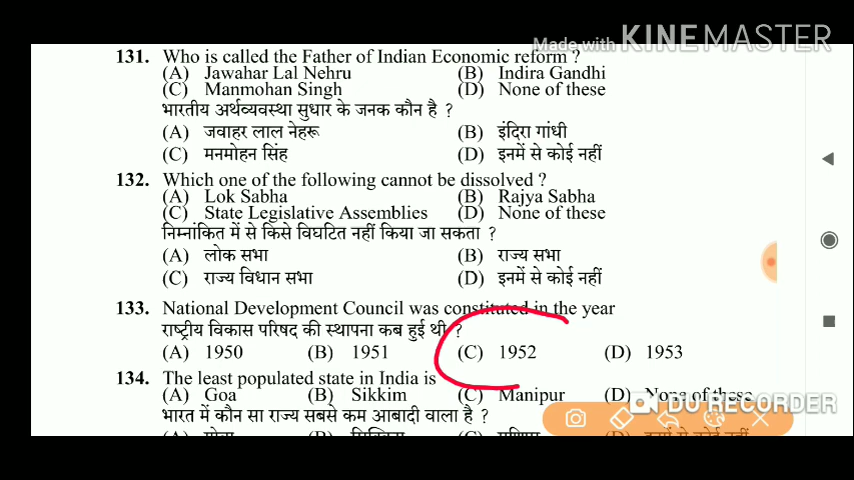 Made with KINEMASTER
131. Who is called the Father of Indian Economic reform ?
(A) Jawahar Lal Nehru (B) Indira Gandhi
(C) Manmohan Singh (D) None of these
भारतीय अर्थव्यवस्था सुधार के जनक कौन है ?
(A) जवाहर लाल नेहरू (B) इंदिरा गांधी
(C) मनमोहन सिंह (D) इनमें से कोई नहीं
132. Which one of the following cannot be dissolved ?
(A) Lok Sabha (B) Rajya Sabha
(C) State Legislative Assemblies (D) None of these
निम्नांकित में से किसे विघटित नहीं किया जा सकता ?
(A) लोक सभा (B) राज्य सभा
(C) राज्य विधान सभा (D) इनमें से कोई नहीं
133. National Development Council was constituted in the year
राष्ट्रीय विकास परिषद की स्थापना कब हुई थी ?
(A) 1950 (B) 1951 (C) 1952 (D) 1953
134. The least populated state in India is
(A) Goa (B) Sikkim (C) Manipur (D) None of these
DU RECORDER
भारत में कौन सा राज्य सबसे कम आबादी वाला है ?